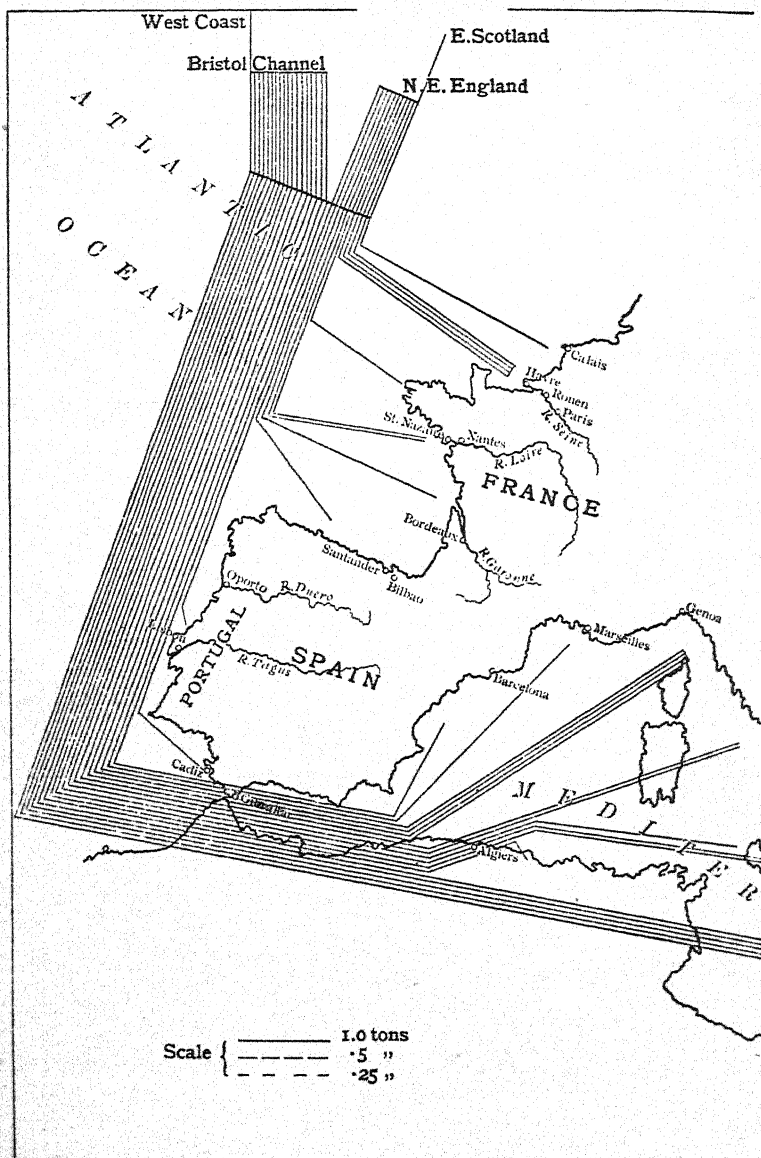 West Coast
E. Scotland
Bristol Channel
N. E. England
ATLANTIC
OCEAN
Calais
Havre
Rouen
Paris
R. Seine
St. Nazaire
Nantes
R. Loire
FRANCE
Bordeaux
R. Garonne
Santander
Bilbao
Oporto
R. Duero
Genoa
Marseilles
Lisbon
PORTUGAL
SPAIN
R. Tagus
Barcelona
Cadiz
Gibraltar
MEDITER
Algiers
Scale
1.0 tons
·5 „
·25 „